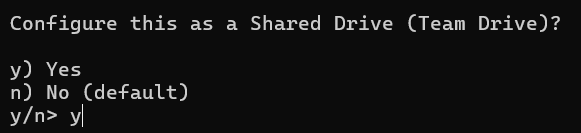 Configure this as a Shared Drive (Team Drive)?
y) Yes
n) No (default)
y/n> y